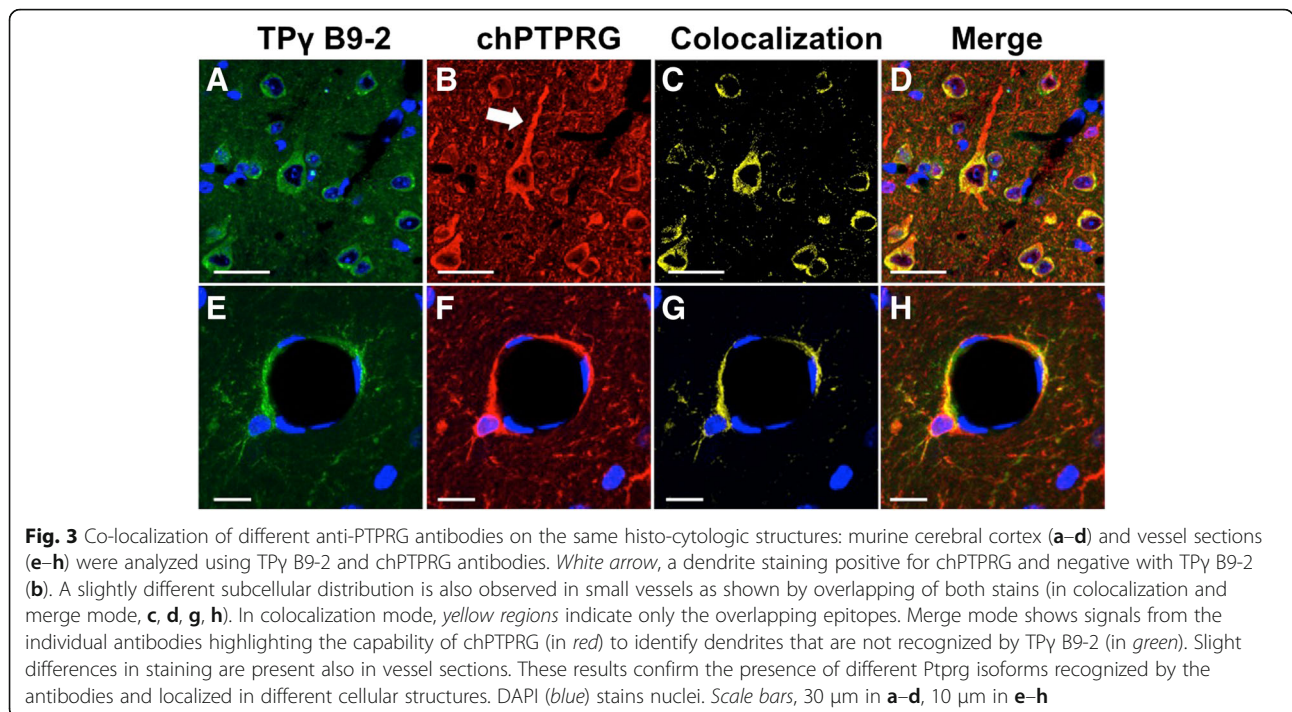 TPγ B9-2 chPTPRG Colocalization Merge
A B C D
E F G H
Fig. 3 Co-localization of different anti-PTPRG antibodies on the same histo-cytologic structures: murine cerebral cortex (a–d) and vessel sections
(e–h) were analyzed using TPγ B9-2 and chPTPRG antibodies. White arrow, a dendrite staining positive for chPTPRG and negative with TPγ B9-2
(b). A slightly different subcellular distribution is also observed in small vessels as shown by overlapping of both stains (in colocalization and
merge mode, c, d, g, h). In colocalization mode, yellow regions indicate only the overlapping epitopes. Merge mode shows signals from the
individual antibodies highlighting the capability of chPTPRG (in red) to identify dendrites that are not recognized by TPγ B9-2 (in green). Slight
differences in staining are present also in vessel sections. These results confirm the presence of different Ptprg isoforms recognized by the
antibodies and localized in different cellular structures. DAPI (blue) stains nuclei. Scale bars, 30 μm in a–d, 10 μm in e–h